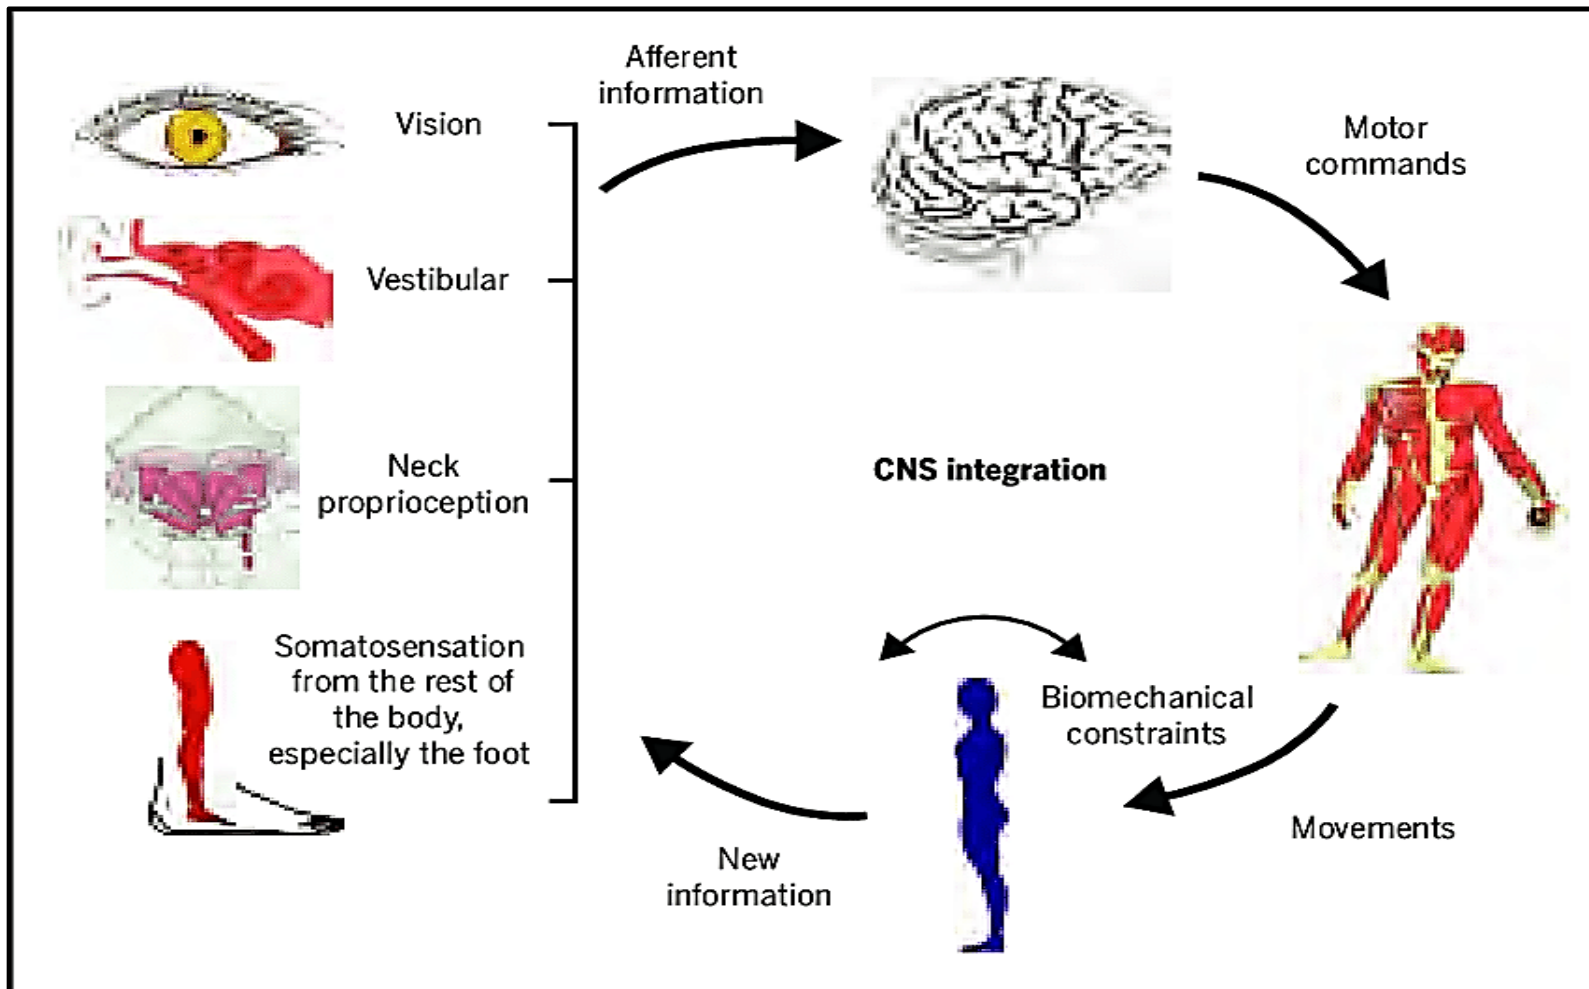 Afferent
information
Vision
Motor
commands
Vestibular
Neck
proprioception
CNS integration
Somatosensation
from the rest of
the body,
especially the foot
Biomechanical
constraints
Movements
New
information